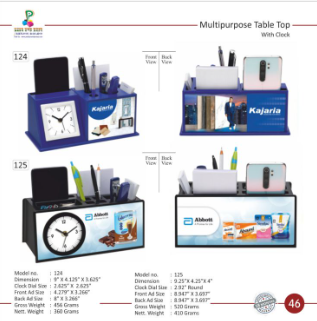 Multipurpose Table Top
With Clock
124
Front View
Back View
Kajaria
Kajaria
125
Front View
Back View
Abbott
Abbott
Model no. : 124
Dimension : 9" X 4.125" X 3.625"
Clock Dial Size : 2.625" X 2.625"
Front Ad Size : 4.279" X 3.266"
Back Ad Size : 8" X 3.266"
Gross Weight : 456 Grams
Nett. Weight : 360 Grams
Model no. : 125
Dimension : 9.25"X 4.25"X 4"
Clock Dial Size : 2.92" Round
Front Ad Size : 8.947" X 3.697"
Back Ad Size : 8.947" X 3.697"
Gross Weight : 520 Grams
Nett. Weight : 410 Grams
46